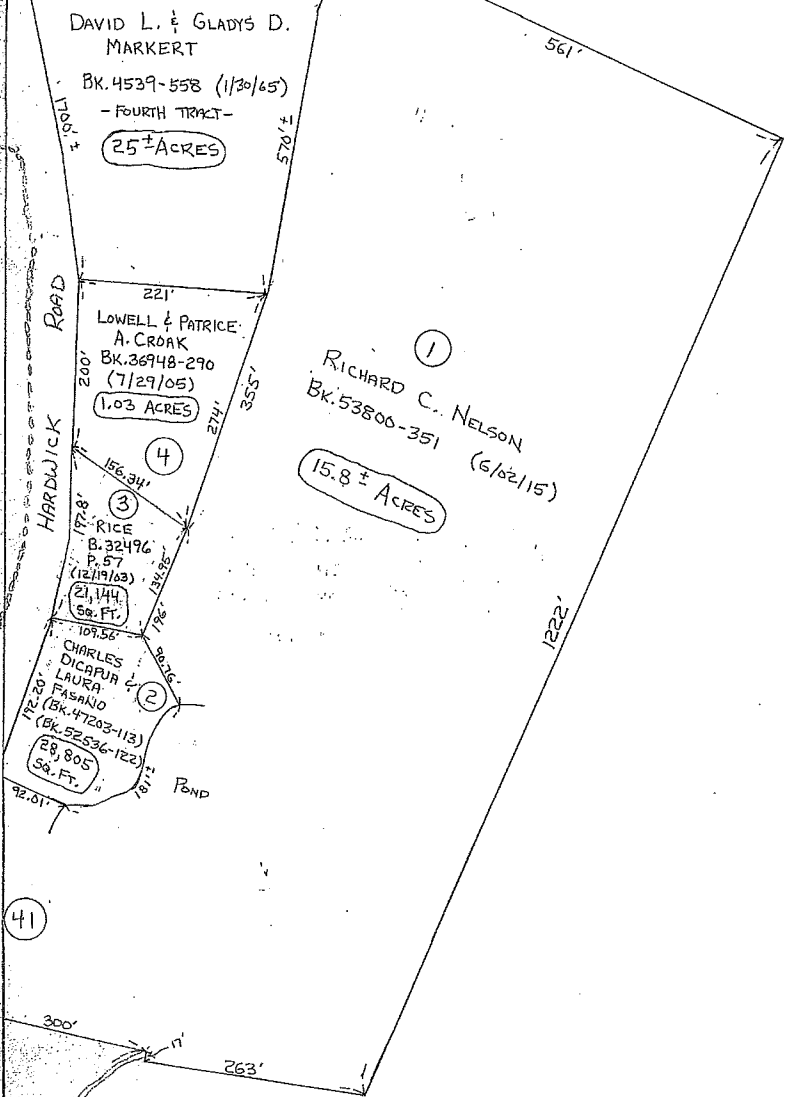 DAVID L. & GLADYS D.
MARKERT
BK. 4539-558 (1/30/65)
- FOURTH TRACT -
25± ACRES
1700'±
570'±
561'
221'
LOWELL & PATRICE
A. CROAK
BK. 36948-290
(7/29/05)
1.03 ACRES
4
200'
274'
355'
HARDWICK ROAD
1
RICHARD C. NELSON
BK. 53800-351 (6/02/15)
15.8± ACRES
156.34'
3
RICE
B. 32496
P. 57
(12/19/03)
21,144
SQ. FT.
197.8'
134.95'
196'
109.56'
90.76'
CHARLES
DICAPUA &
LAURA
FASANO
2
(BK. 47203-113)
(BK. 52536-122)
28,805
SQ. FT.
192.20'
181'±
92.01'
POND
1222'
41
300'
17'
263'